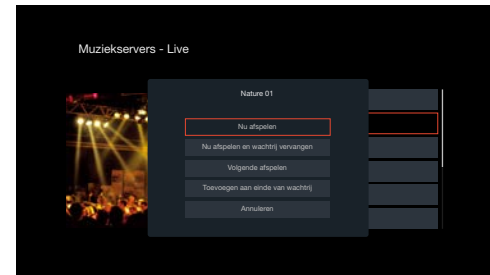 Muziekservers - Live
Nature 01
Nu afspelen
Nu afspelen en wachtrij vervangen
Volgende afspelen
Toevoegen aan einde van wachtrij
Annuleren